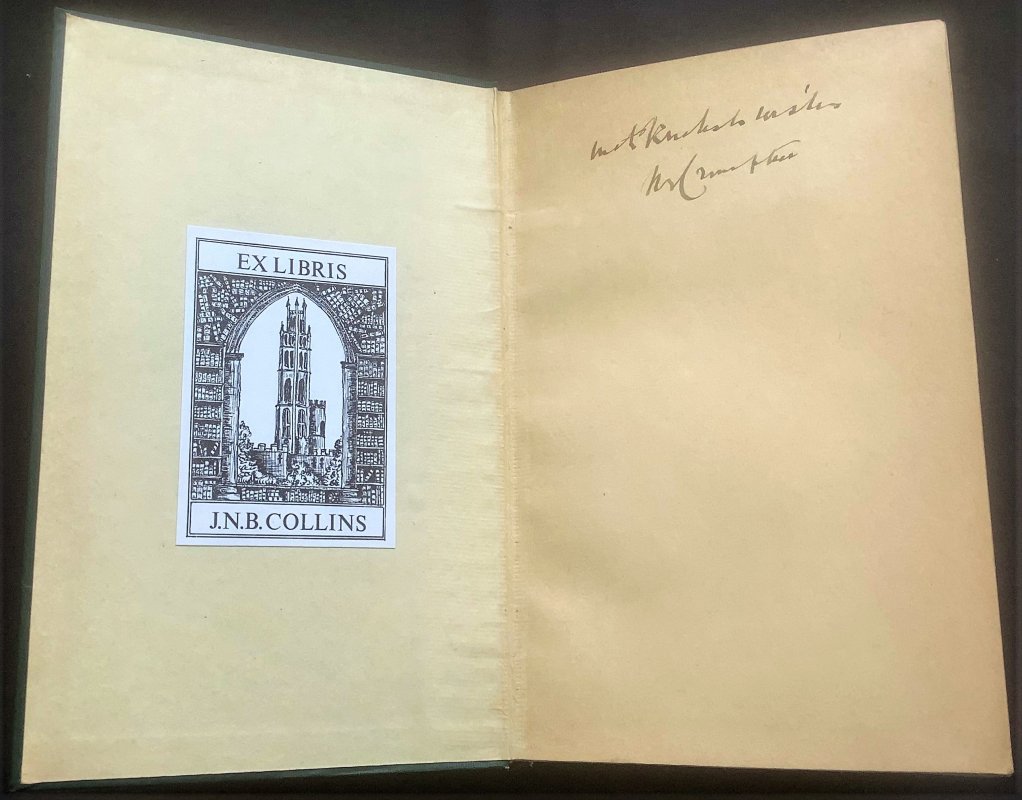 EX LIBRIS
J.N.B. COLLINS
with kindest wishes